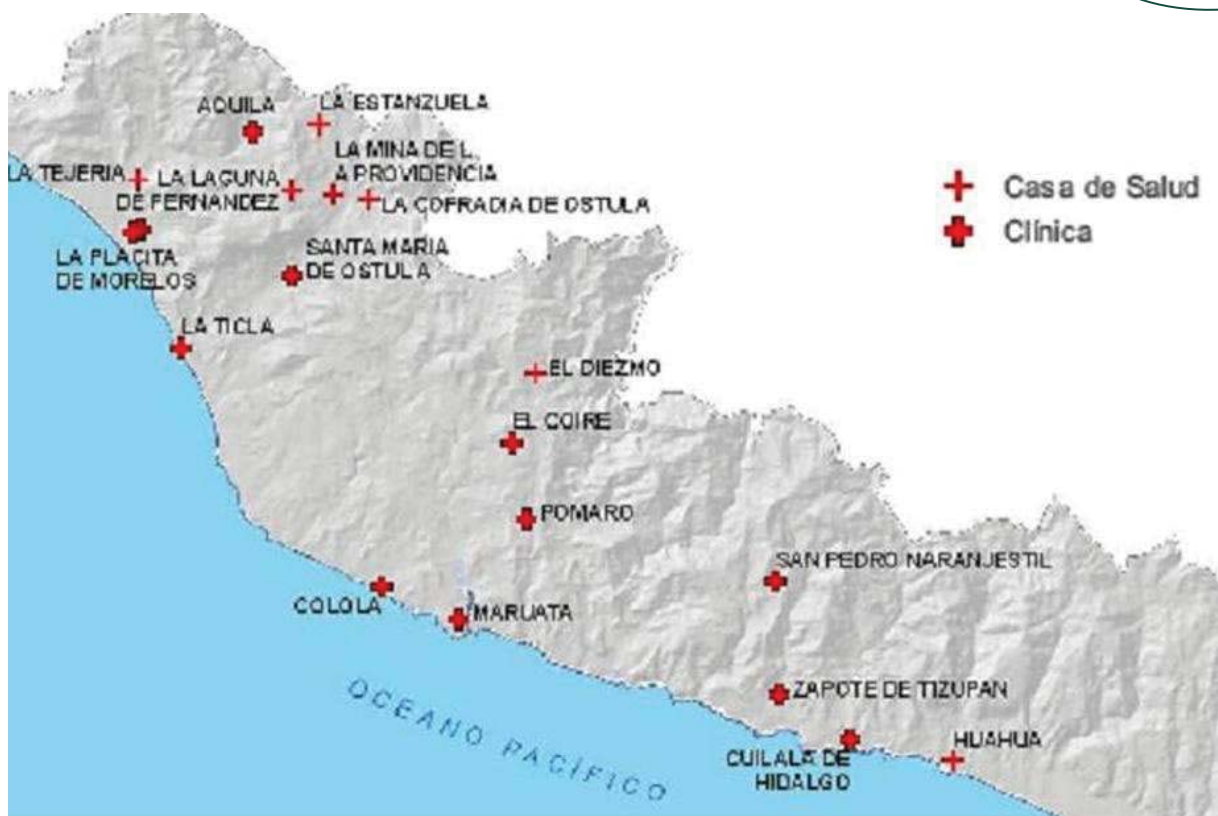 AQUILA
LA ESTANZUELA
LA MINA DE L.
A PROVIDENCIA
LA TEJERIA
LA LAGUNA
DE FERNANDEZ
LA COFRADIA DE OSTULA
LA PLACITA
DE MORELOS
SANTA MARIA
DE OSTULA
LA TICLA
EL DIEZMO
EL COIRE
POMARO
SAN PEDRO NARANJESTIL
COLOLA
MARUATA
ZAPOTE DE TIZUPAN
CUILALA DE
HIDALGO
HUAHUA
OCEANO PACÍFICO
Casa de Salud
Clínica